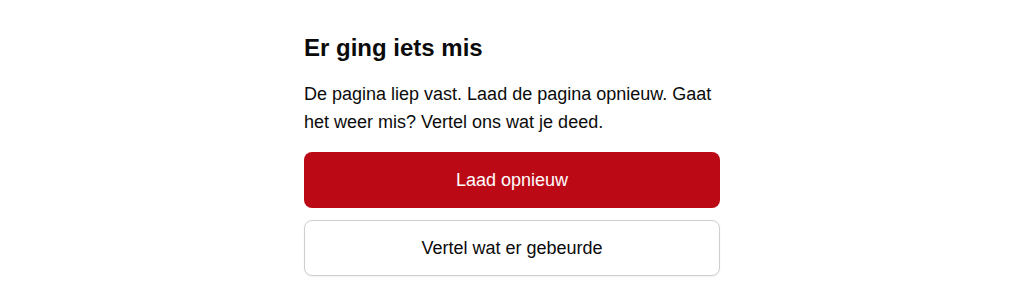 Er ging iets mis
De pagina liep vast. Laad de pagina opnieuw. Gaat
het weer mis? Vertel ons wat je deed.
Laad opnieuw
Vertel wat er gebeurde